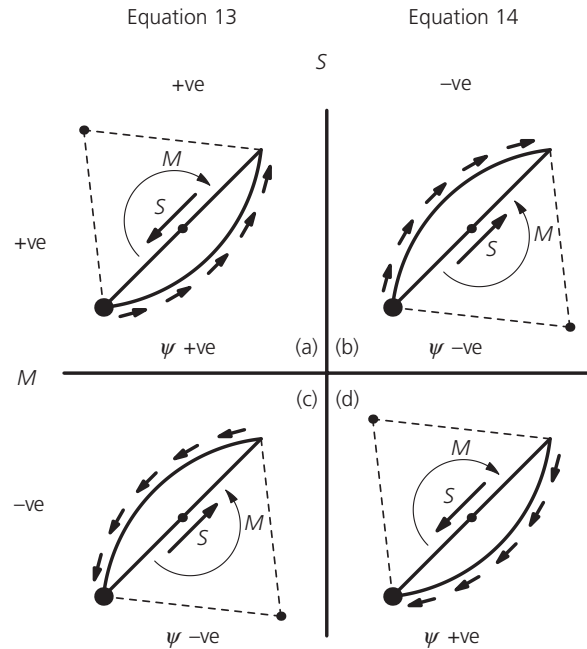 Equation 13 Equation 14
S
+ve –ve
M M
S S
+ve
ψ +ve (a) (b) ψ –ve
M
(c) (d)
M
S
–ve
S M
ψ –ve ψ +ve